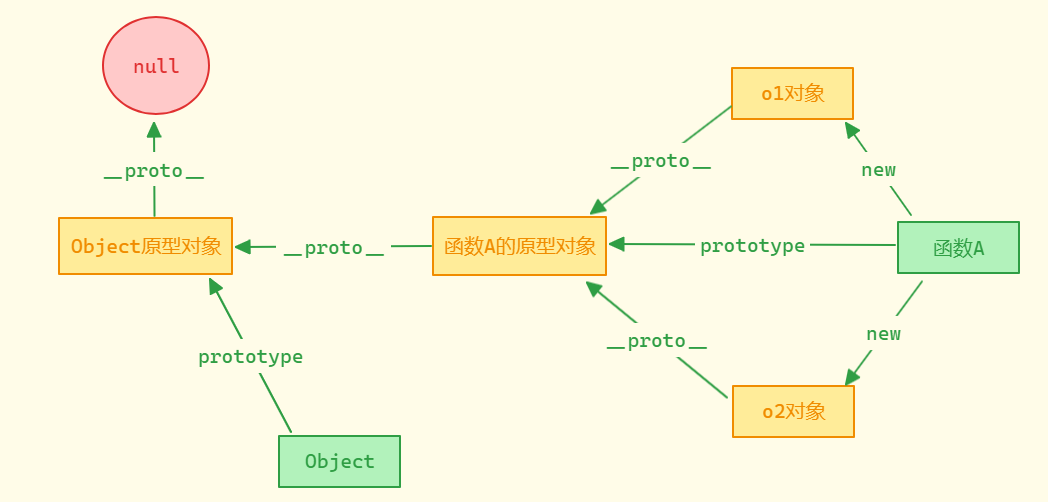 null
o1对象
__proto__
__proto__
new
Object原型对象
__proto__
函数A的原型对象
prototype
函数A
prototype
__proto__
new
o2对象
Object